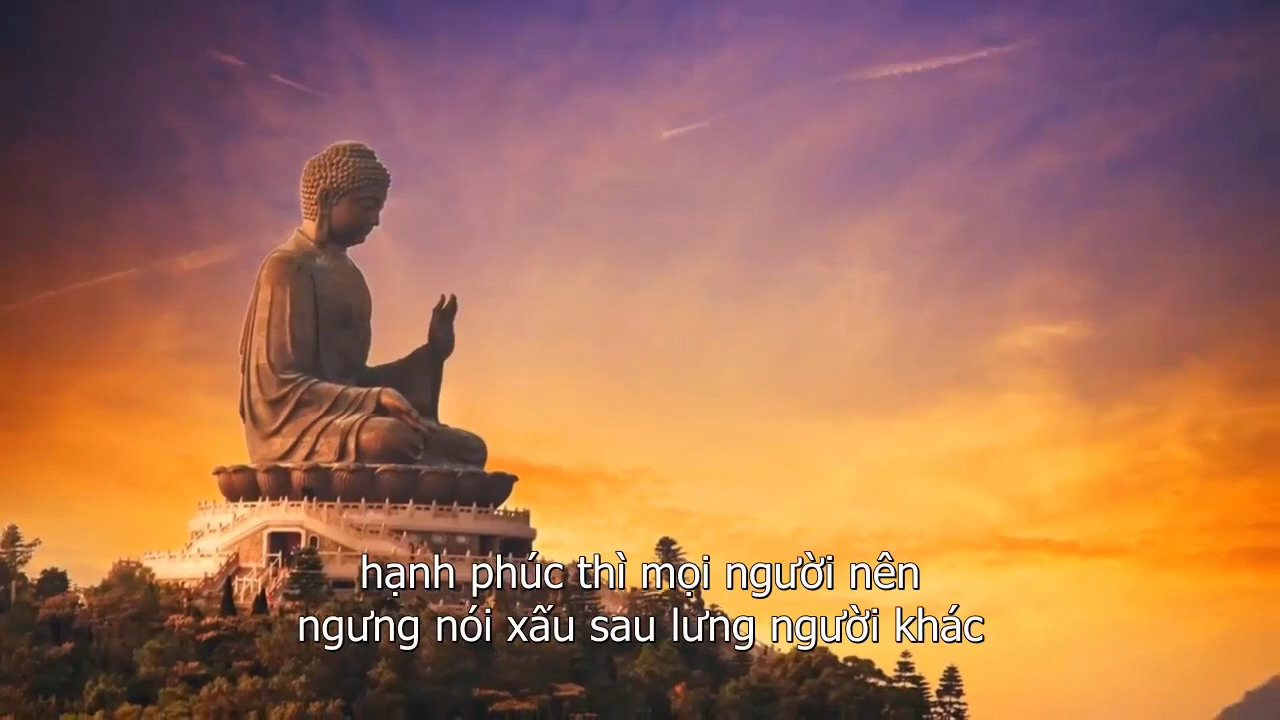 hạnh phúc thì mọi người nên
ngưng nói xấu sau lưng người khác